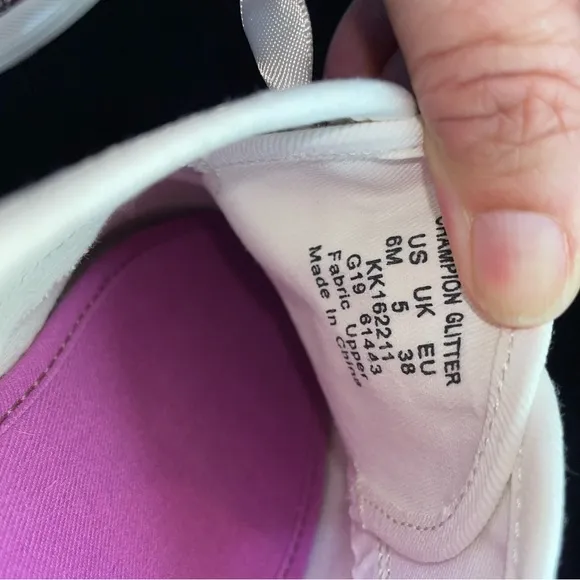 CHAMPION GLITTER
US UK EU
6M 5 38
KK162211
G19 61443
Fabric Upper
Made In China